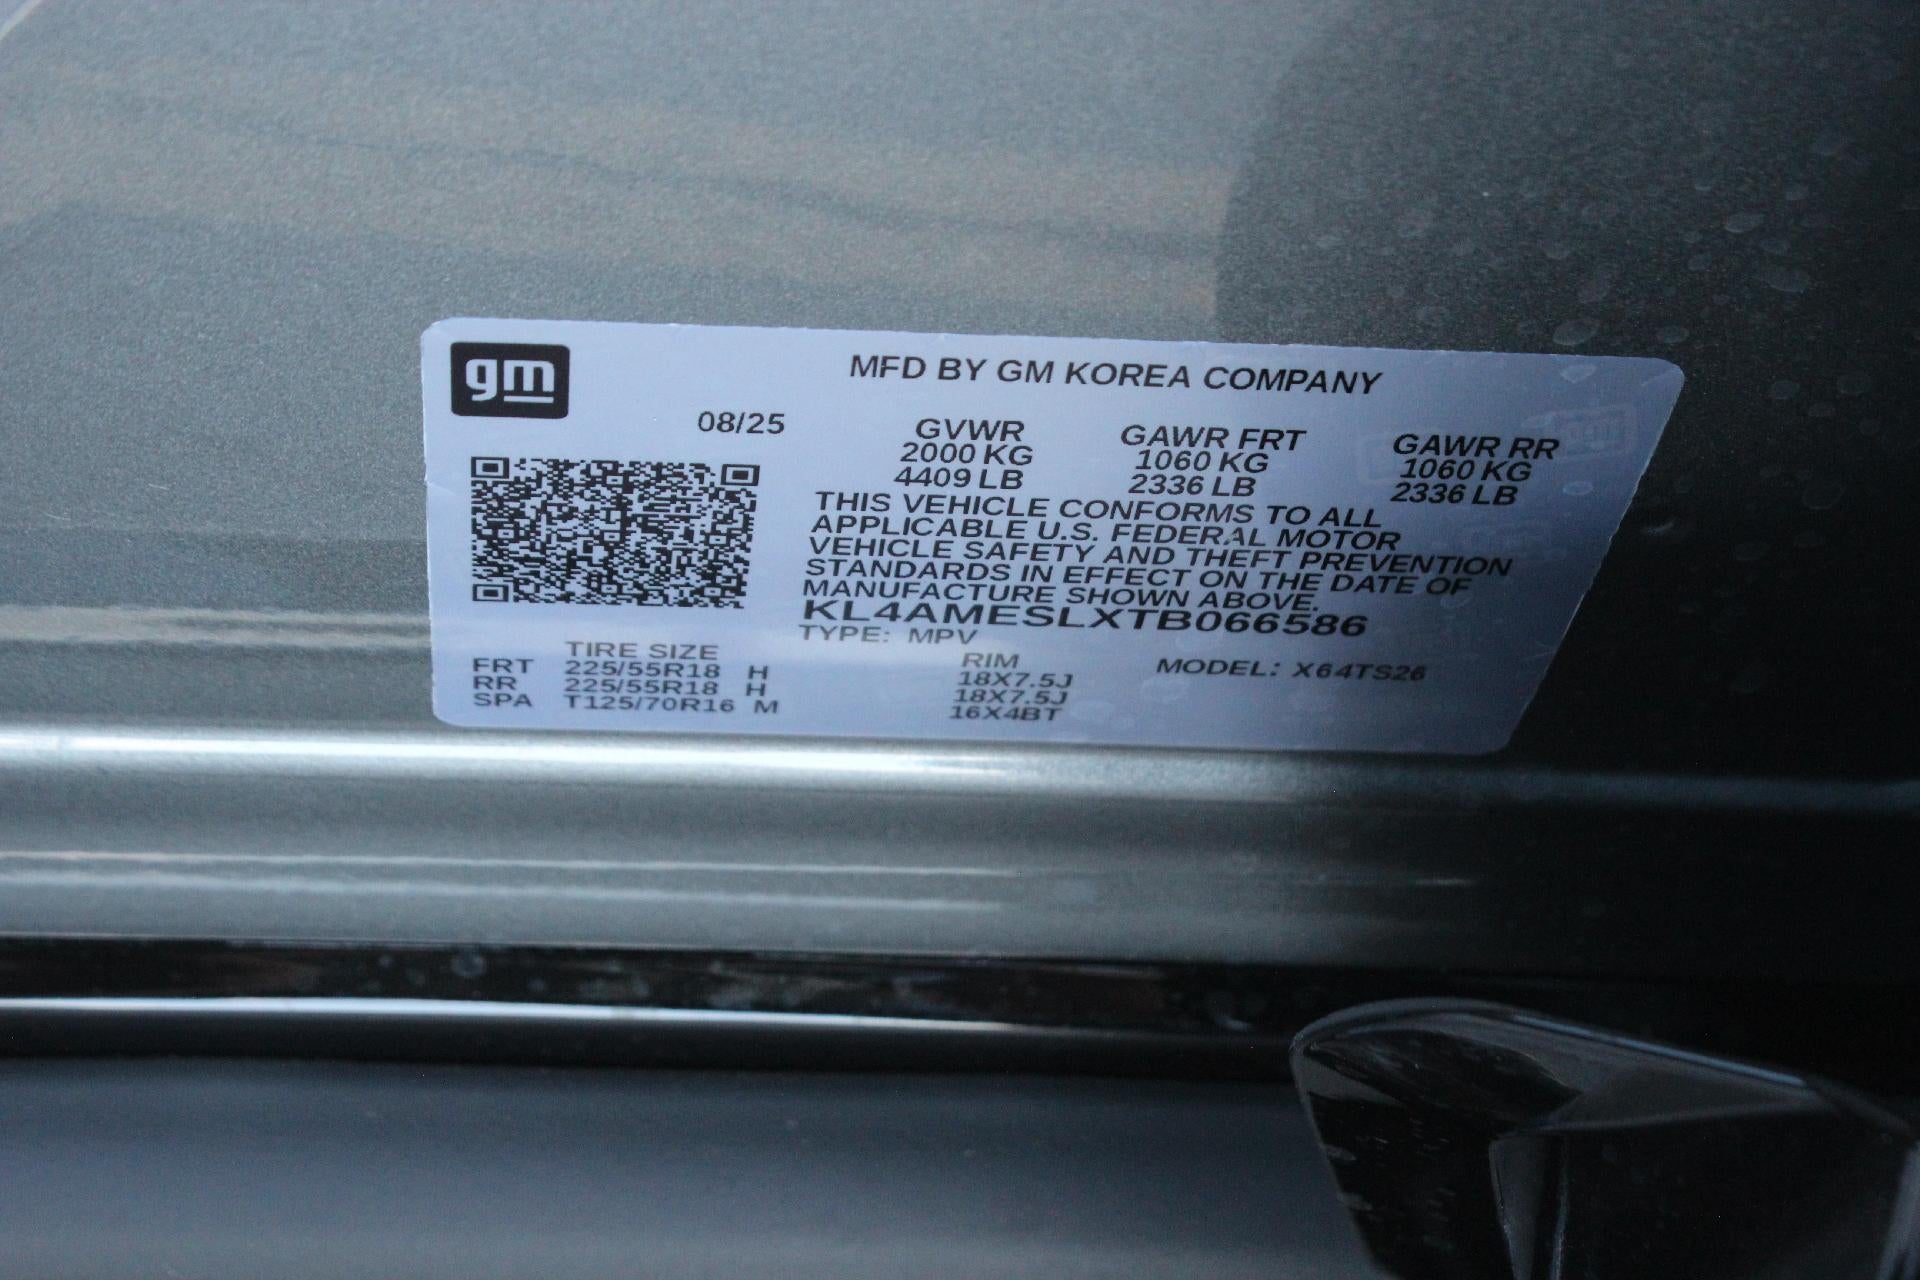 gm
MFD BY GM KOREA COMPANY
08/25
GVWR GAWR FRT GAWR RR
2000 KG 1060 KG 1060 KG
4409 LB 2336 LB 2336 LB
THIS VEHICLE CONFORMS TO ALL
APPLICABLE U.S. FEDERAL MOTOR
VEHICLE SAFETY AND THEFT PREVENTION
STANDARDS IN EFFECT ON THE DATE OF
MANUFACTURE SHOWN ABOVE.
KL4AMESLXTB066586
TYPE: MPV
TIRE SIZE RIM MODEL: X64TS26
FRT 225/55R18 H 18X7.5J
RR 225/55R18 H 18X7.5J
SPA T125/70R16 M 16X4BT